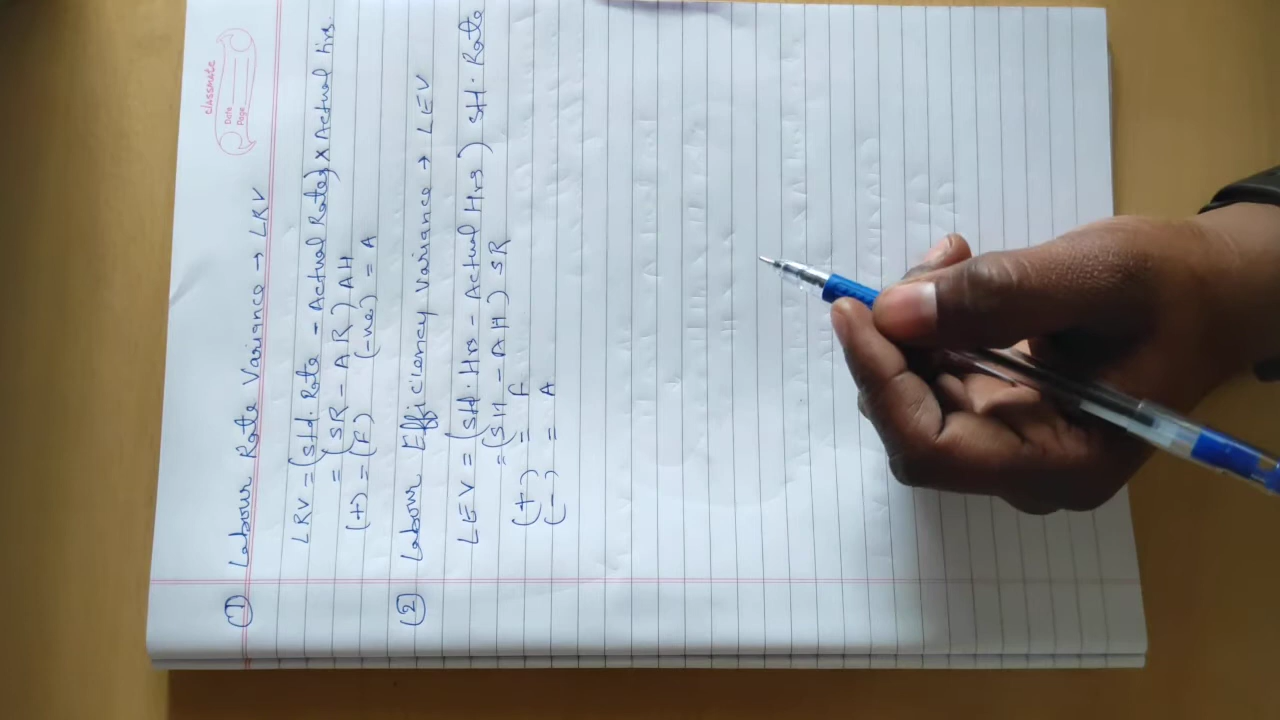 classmate
Date
Page
(1) Labour Rate Variance → LRV
LRV = (Std. Rate - Actual Rate) x Actual Hrs.
= (SR - AR) AH
(+) = (F) (-ve) = A
(2) Labour Efficiency Variance → LEV
LEV = (Std. Hrs - Actual Hrs) Std. Rate
= (SH - AH) SR
(+) = F
(-) = A